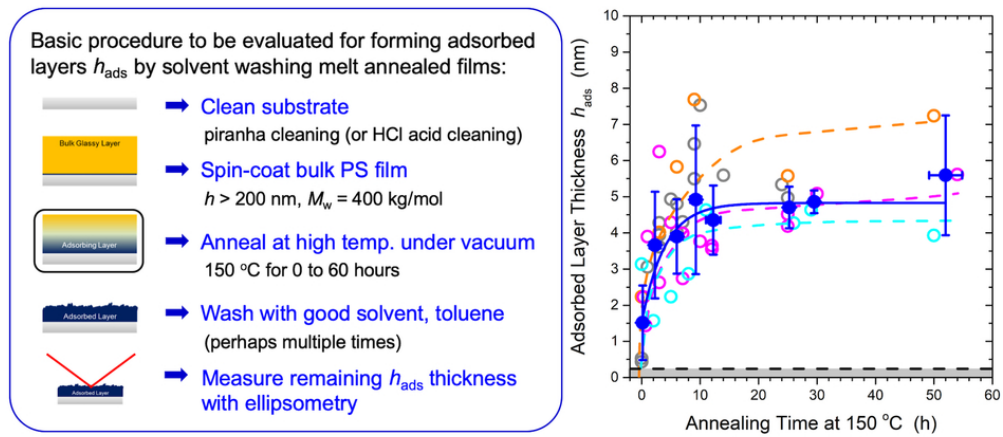 Basic procedure to be evaluated for forming adsorbed
layers hads by solvent washing melt annealed films:
Clean substrate
piranha cleaning (or HCl acid cleaning)
Bulk Glassy Layer
Spin-coat bulk PS film
h > 200 nm, Mw = 400 kg/mol
Adsorbing Layer
Anneal at high temp. under vacuum
150 °C for 0 to 60 hours
Adsorbed Layer
Wash with good solvent, toluene
(perhaps multiple times)
Adsorbed Layer
Measure remaining hads thickness
with ellipsometry
Adsorbed Layer Thickness hads (nm)
10
9
8
7
6
5
4
3
2
1
0
0 10 20 30 40 50 60
Annealing Time at 150 °C (h)